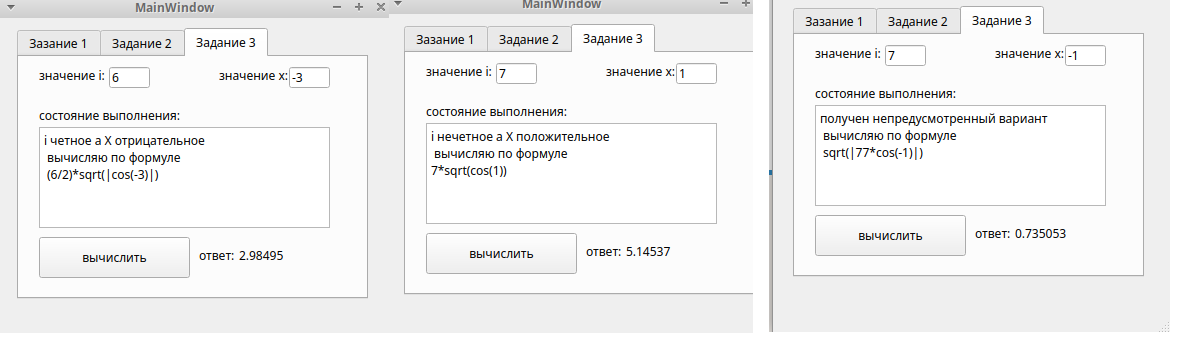 MainWindow
Зазание 1 Задание 2 Задание 3
значение i: 6 значение x: -3
состояние выполнения:
i четное а X отрицательное
вычисляю по формуле
(6/2)*sqrt(|cos(-3)|)
вычислить ответ: 2.98495
MainWindow
Зазание 1 Задание 2 Задание 3
значение i: 7 значение x: 1
состояние выполнения:
i нечетное а X положительное
вычисляю по формуле
7*sqrt(cos(1))
вычислить ответ: 5.14537
Зазание 1 Задание 2 Задание 3
значение i: 7 значение x: -1
состояние выполнения:
получен непредусмотренный вариант
вычисляю по формуле
sqrt(|77*cos(-1)|)
вычислить ответ: 0.735053